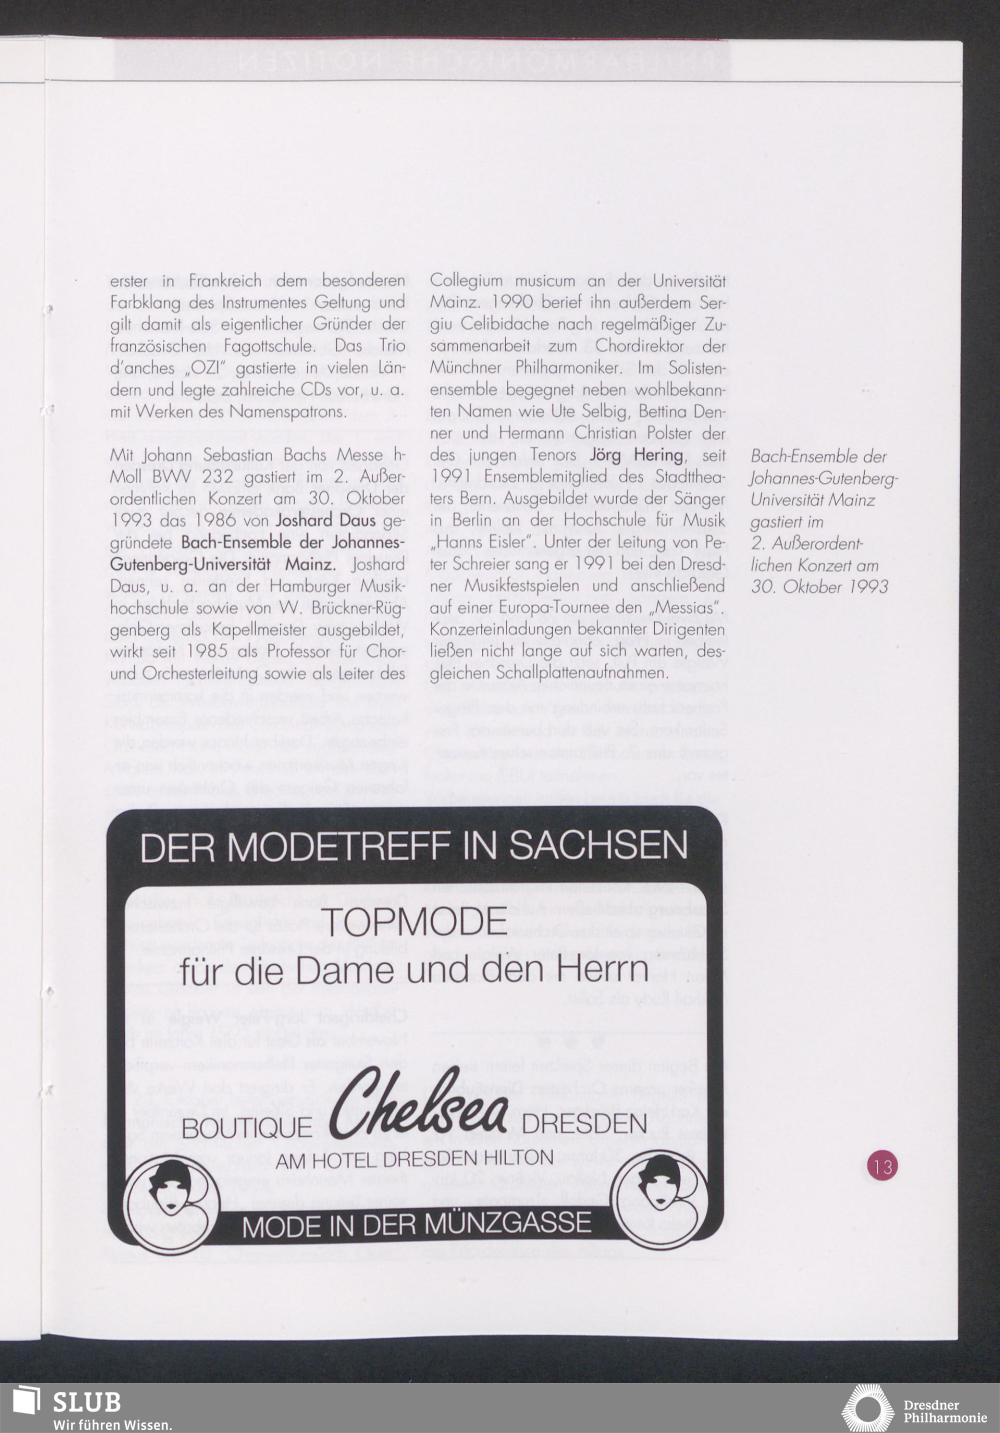 erster in Frankreich dem besonderen
Farbklang des Instrumentes Geltung und
gilt damit als eigentlicher Gründer der
französischen Fagottschule. Das Trio
d'anches „OZI" gastierte in vielen Län-
dern und legte zahlreiche CDs vor, u. a.
mit Werken des Namenspatrons.
Mit Johann Sebastian Bachs Messe h-
Moll BWV 232 gastiert im 2. Außer-
ordentlichen Konzert am 30. Oktober
1993 das 1986 von Joshard Daus ge-
gründete Bach-Ensemble der Johannes-
Gutenberg-Universität Mainz. Joshard
Daus, u. a. an der Hamburger Musik-
hochschule sowie von W. Brückner-Rüg-
genberg als Kapellmeister ausgebildet,
wirkt seit 1985 als Professor für Chor-
und Orchesterleitung sowie als Leiter des
Collegium musicum an der Universität
Mainz. 1990 berief ihn außerdem Ser-
giu Celibidache nach regelmäßiger Zu-
sammenarbeit zum Chordirektor der
Münchner Philharmoniker. Im Solisten-
ensemble begegnet neben wohlbekann-
ten Namen wie Ute Selbig, Bettina Den-
ner und Hermann Christian Polster der
des jungen Tenors Jörg Hering, seit
1991 Ensemblemitglied des Stadtthea-
ters Bern. Ausgebildet wurde der Sänger
in Berlin an der Hochschule für Musik
„Hanns Eisler". Unter der Leitung von Pe-
ter Schreier sang er 1991 bei den Dresd-
ner Musikfestspielen und anschließend
auf einer Europa-Tournee den „Messias".
Konzerteinladungen bekannter Dirigenten
ließen nicht lange auf sich warten, des-
gleichen Schallplattenaufnahmen.
Bach-Ensemble der
Johannes-Gutenberg-
Universität Mainz
gastiert im
2. Außerordent-
lichen Konzert am
30. Oktober 1993
DER MODETREFF IN SACHSEN
TOPMODE
für die Dame und den Herrn
BOUTIQUE Chelsea DRESDEN
AM HOTEL DRESDEN HILTON
MODE IN DER MÜNZGASSE
13
SLUB
Wir führen Wissen.
Dresdner
Philharmonie